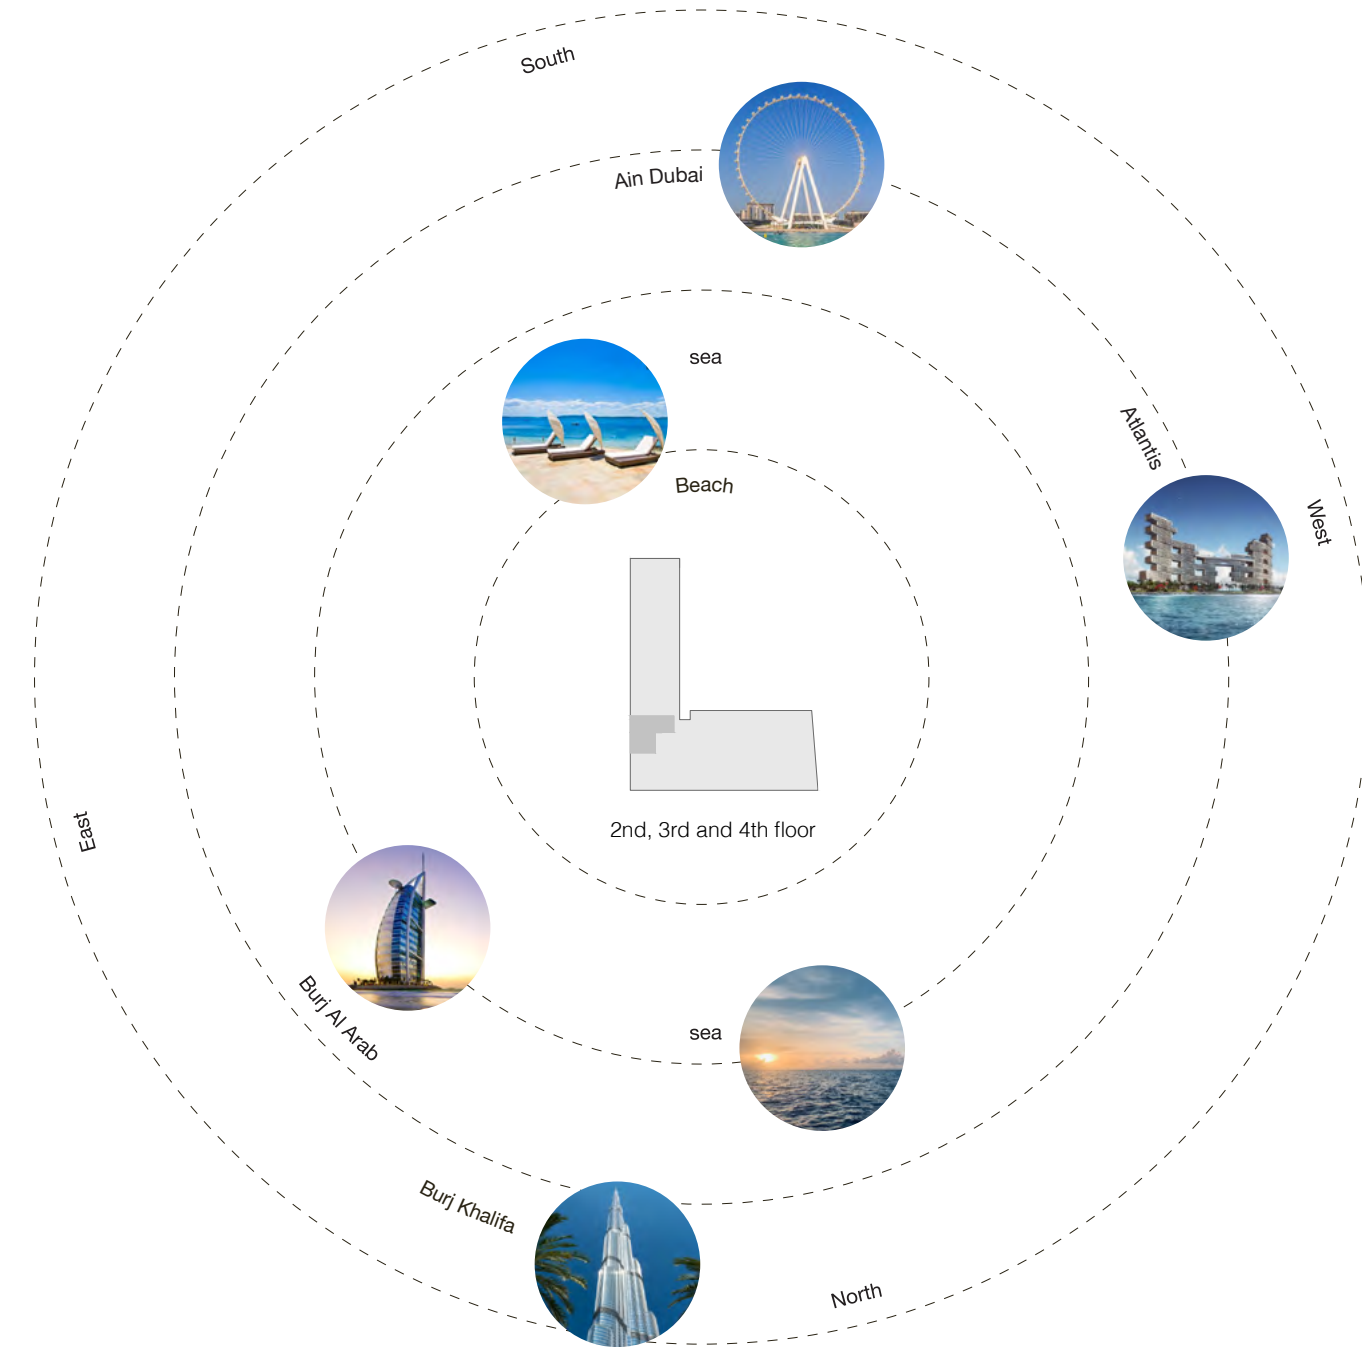 South
Ain Dubai
sea
Atlantis
Beach
West
2nd, 3rd and 4th floor
East
Burj Al Arab
sea
Burj Khalifa
North